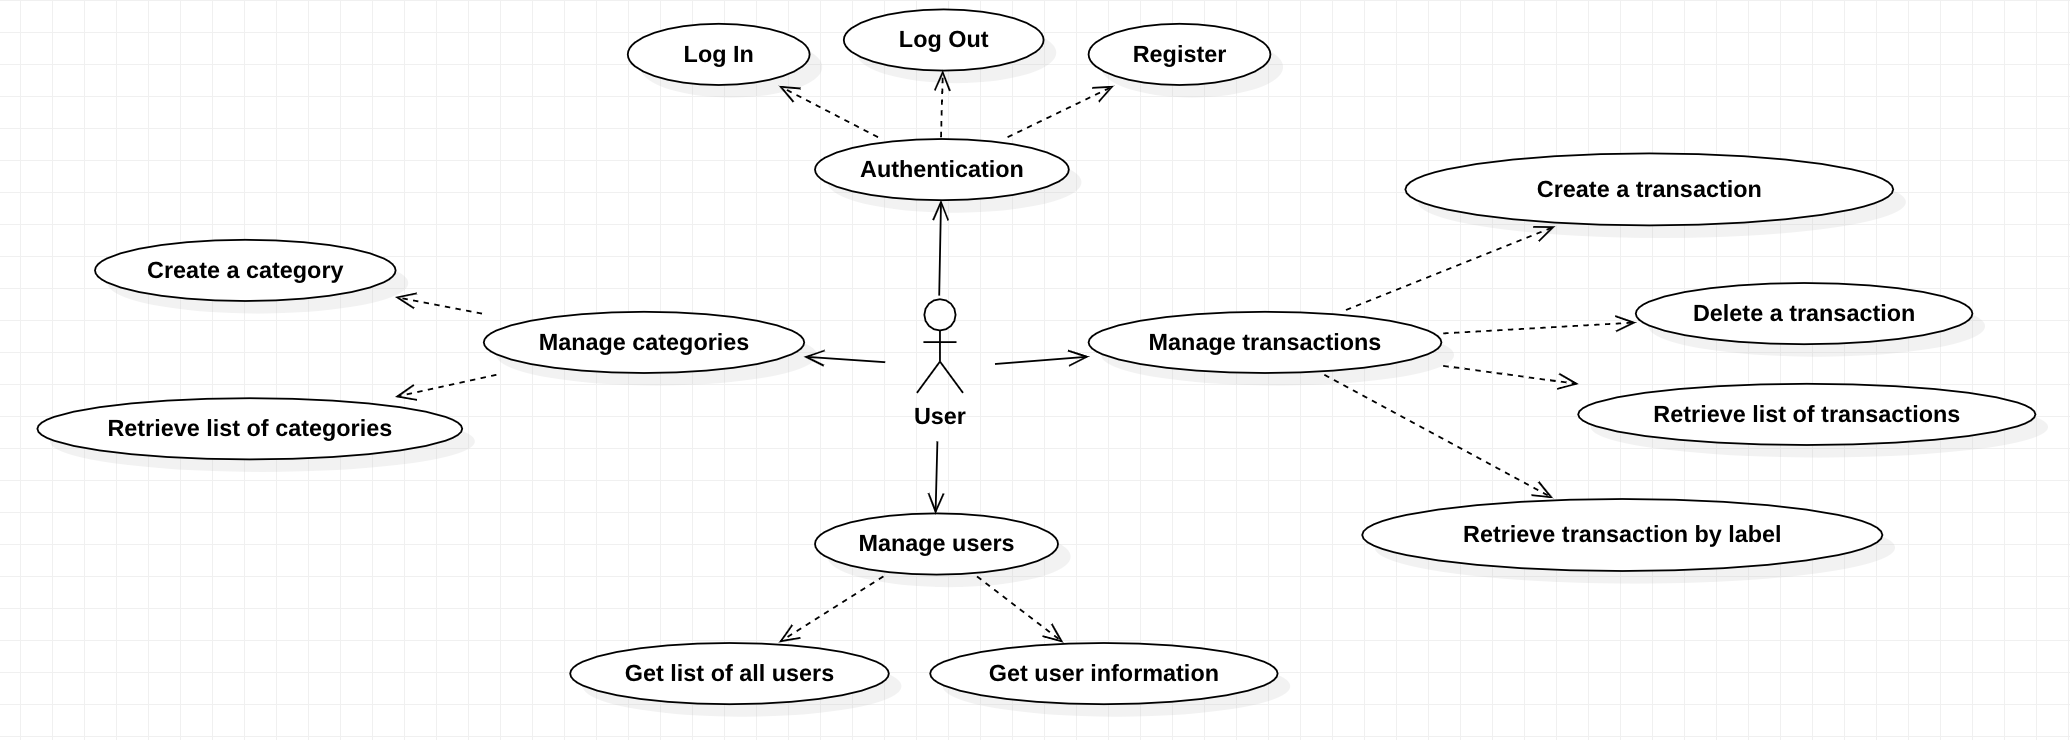 Log In
Log Out
Register
Authentication
Create a transaction
Create a category
Delete a transaction
Manage categories
Manage transactions
Retrieve list of categories
User
Retrieve list of transactions
Manage users
Retrieve transaction by label
Get list of all users
Get user information